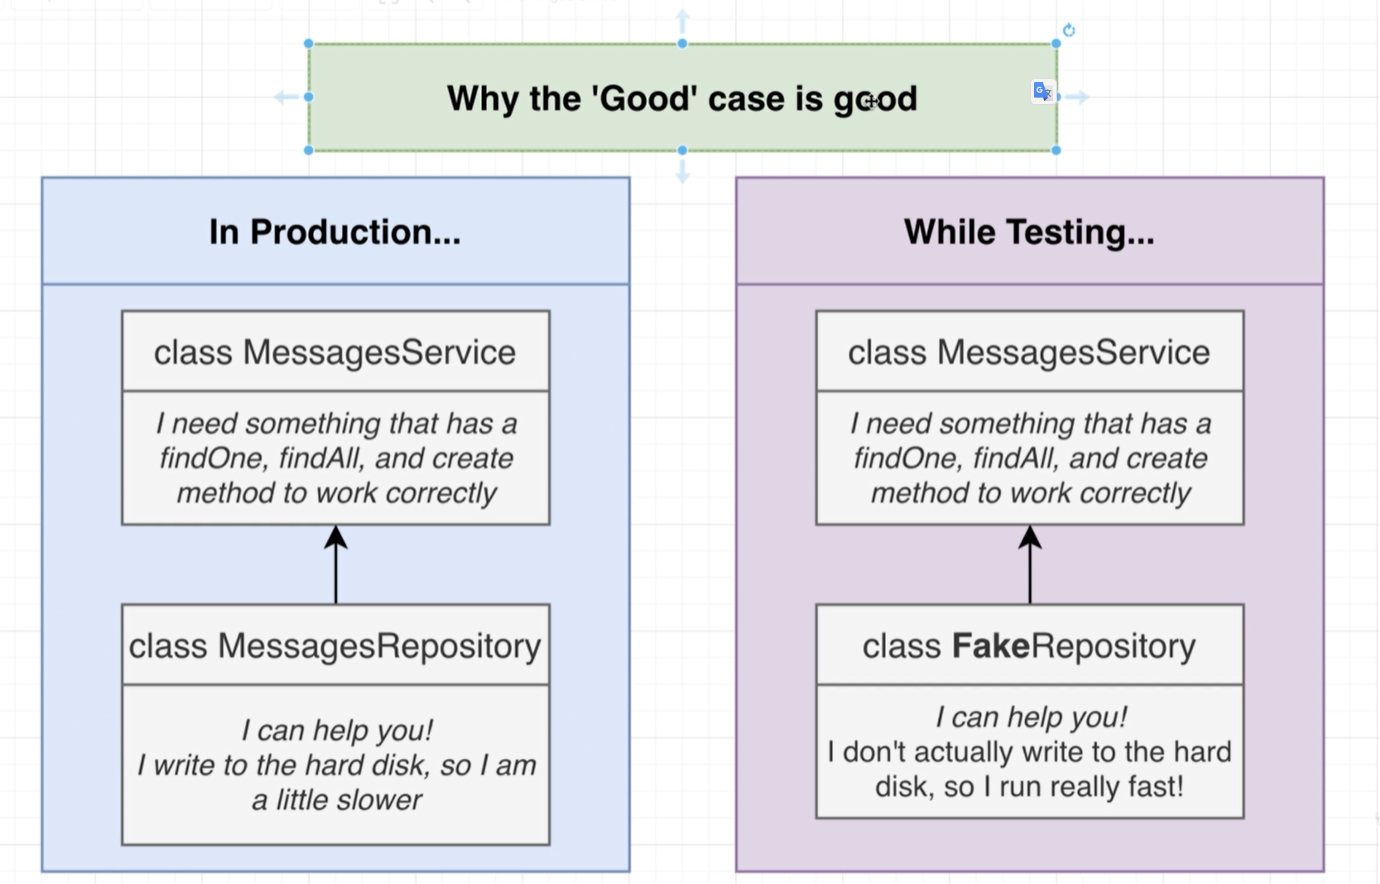 Why the 'Good' case is good
In Production...
class MessagesService
I need something that has a
findOne, findAll, and create
method to work correctly
class MessagesRepository
I can help you!
I write to the hard disk, so I am
a little slower
While Testing...
class MessagesService
I need something that has a
findOne, findAll, and create
method to work correctly
class FakeRepository
I can help you!
I don't actually write to the hard
disk, so I run really fast!